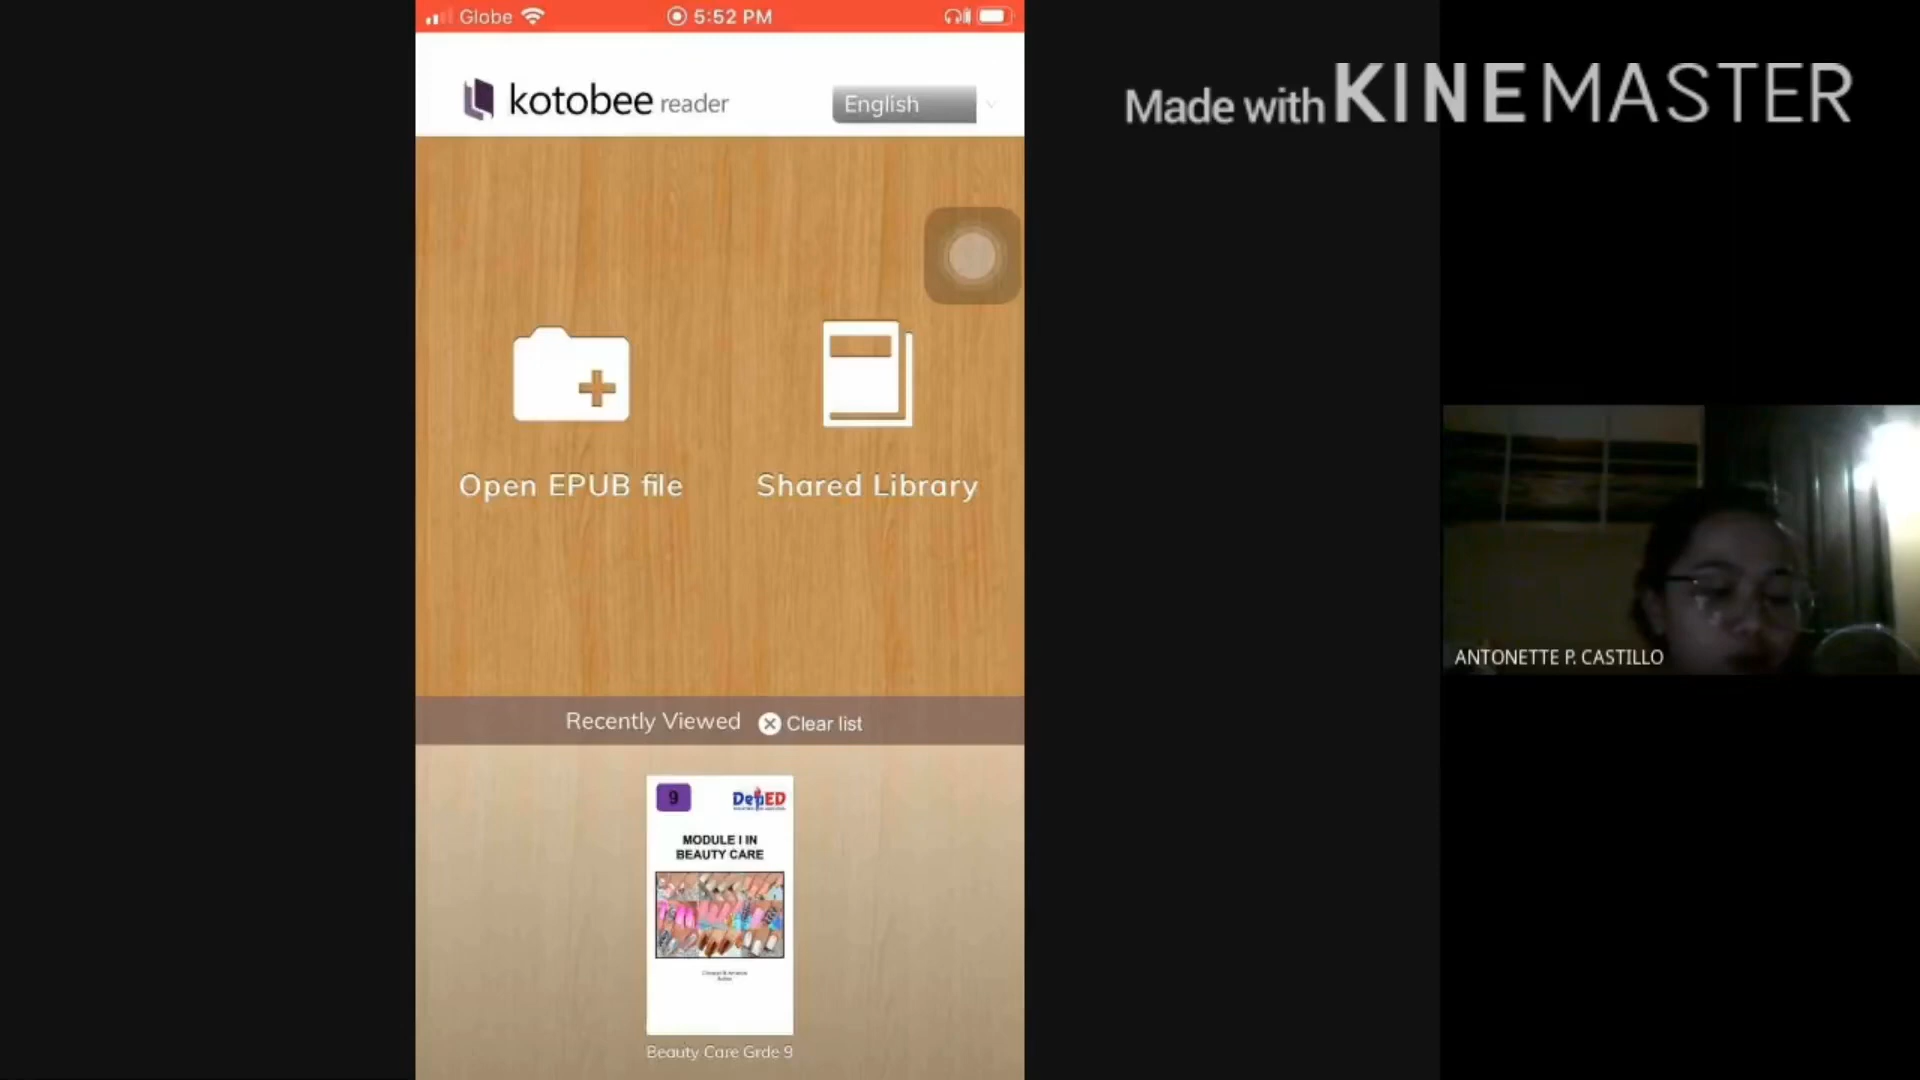 Globe
5:52 PM
kotobee reader
English
Made with KINEMASTER
Open EPUB file
Shared Library
Recently Viewed
Clear list
9
DepED
MODULE I IN
BEAUTY CARE
Beauty Care Grde 9
ANTONETTE P. CASTILLO